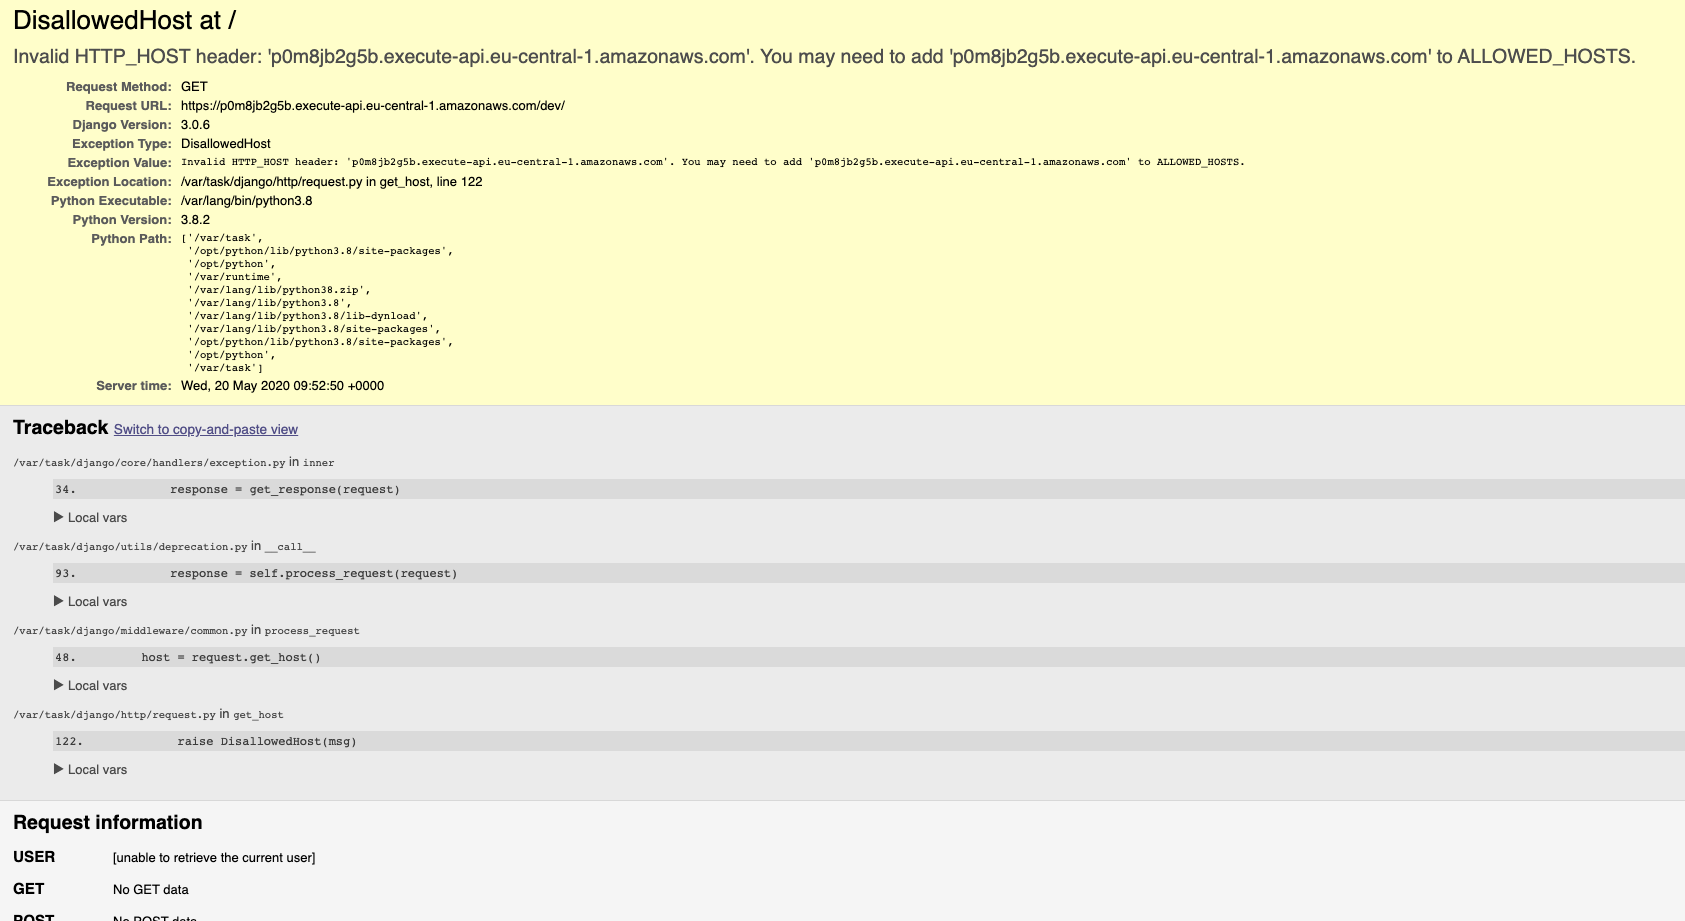 DisallowedHost at /
Invalid HTTP_HOST header: 'p0m8jb2g5b.execute-api.eu-central-1.amazonaws.com'. You may need to add 'p0m8jb2g5b.execute-api.eu-central-1.amazonaws.com' to ALLOWED_HOSTS.
Request Method: GET
Request URL: https://p0m8jb2g5b.execute-api.eu-central-1.amazonaws.com/dev/
Django Version: 3.0.6
Exception Type: DisallowedHost
Exception Value: Invalid HTTP_HOST header: 'p0m8jb2g5b.execute-api.eu-central-1.amazonaws.com'. You may need to add 'p0m8jb2g5b.execute-api.eu-central-1.amazonaws.com' to ALLOWED_HOSTS.
Exception Location: /var/task/django/http/request.py in get_host, line 122
Python Executable: /var/lang/bin/python3.8
Python Version: 3.8.2
Python Path: ['/var/task',
'/opt/python/lib/python3.8/site-packages',
'/opt/python',
'/var/runtime',
'/var/lang/lib/python38.zip',
'/var/lang/lib/python3.8',
'/var/lang/lib/python3.8/lib-dynload',
'/var/lang/lib/python3.8/site-packages',
'/opt/python/lib/python3.8/site-packages',
'/opt/python',
'/var/task']
Server time: Wed, 20 May 2020 09:52:50 +0000
Traceback Switch to copy-and-paste view
/var/task/django/core/handlers/exception.py in inner
34. response = get_response(request)
▶ Local vars
/var/task/django/utils/deprecation.py in __call__
93. response = self.process_request(request)
▶ Local vars
/var/task/django/middleware/common.py in process_request
48. host = request.get_host()
▶ Local vars
/var/task/django/http/request.py in get_host
122. raise DisallowedHost(msg)
▶ Local vars
Request information
USER [unable to retrieve the current user]
GET No GET data
POST No POST data